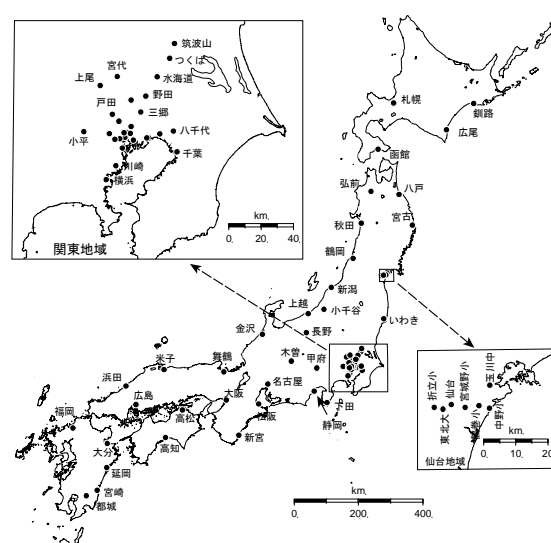 筑波山
つくば
宮代
上尾
水海道
野田
戸田
三郷
小平
八千代
千葉
川崎
横浜
km.
0. 20. 40.
関東地域
札幌
釧路
広尾
函館
弘前
八戸
秋田
宮古
鶴岡
新潟
上越
小千谷
いわき
金沢
長野
木曽
甲府
米子
舞鶴
浜田
名古屋
広島
大阪
福岡
高松
松阪
下田
静岡
大分
高知
新宮
延岡
宮崎
都城
km.
0. 200. 400.
折立小
東北大
仙台
宮城野小
玉川中
中野小
km.
0. 10. 20
仙台地域